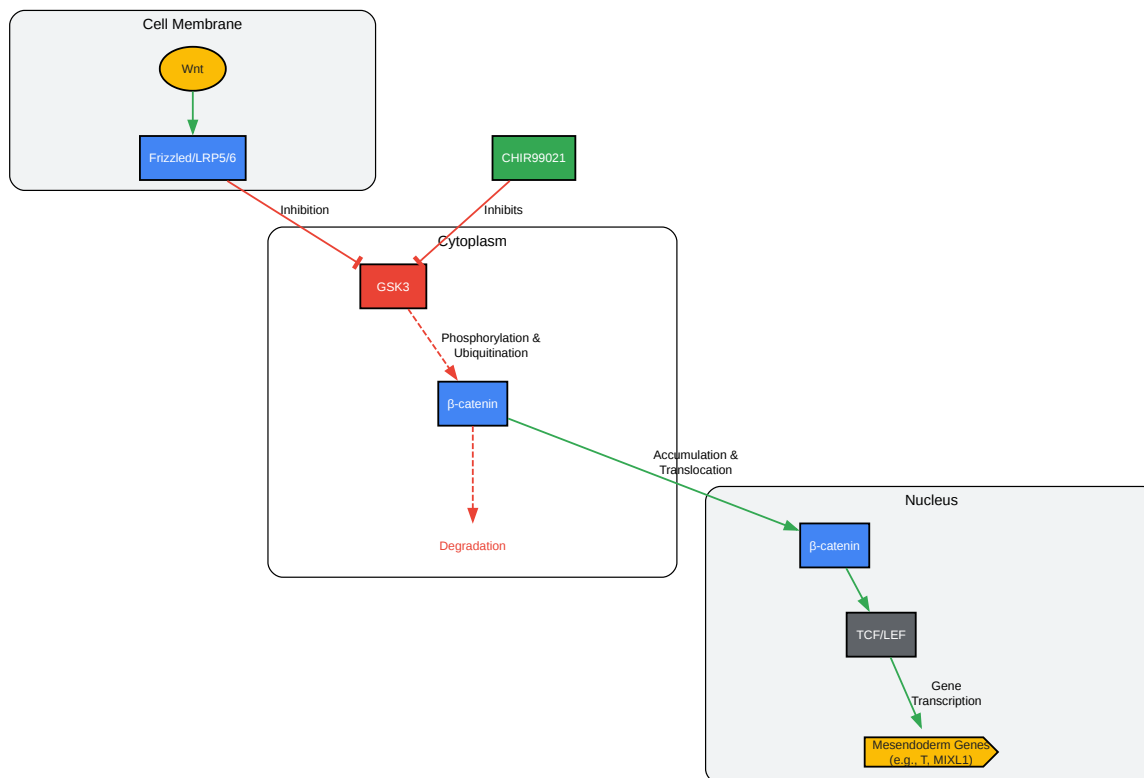 Cell Membrane
Wnt
Frizzled/LRP5/6
CHIR99021
Inhibition
Inhibits
Cytoplasm
GSK3
Phosphorylation &
Ubiquitination
β-catenin
Accumulation &
Translocation
Degradation
Nucleus
β-catenin
TCF/LEF
Gene
Transcription
Mesendoderm Genes
(e.g., T, MIXL1)